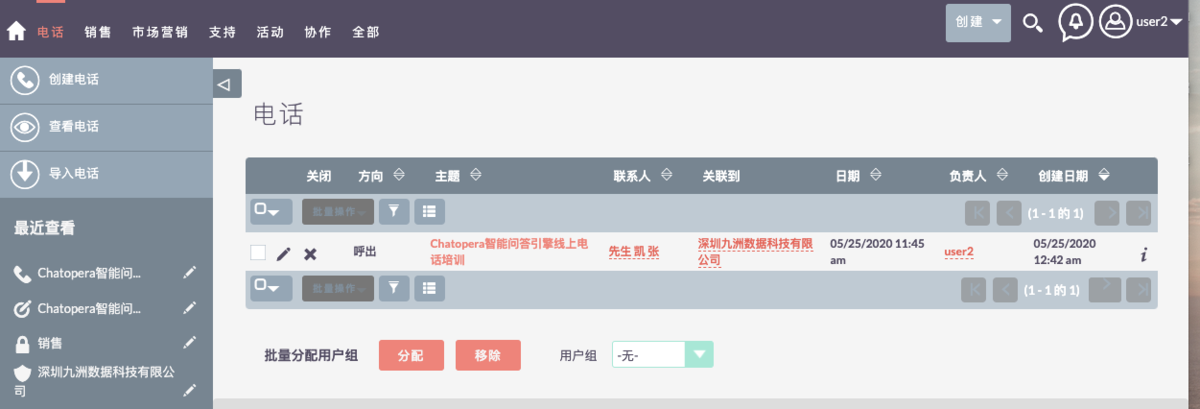 电话 销售 市场营销 支持 活动 协作 全部 创建 user2
创建电话
查看电话
导入电话
最近查看
Chatopera智能问...
Chatopera智能问...
销售
深圳九洲数据科技有限公
司
电话
关闭 方向 主题 联系人 关联到 日期 负责人 创建日期
批量操作 (1 - 1 的 1)
呼出 Chatopera智能问答引擎线上电 先生 凯 张 深圳九洲数据科技有限 05/25/2020 11:45 user2 05/25/2020
话培训 公司 am 12:42 am
批量操作 (1 - 1 的 1)
批量分配用户组 分配 移除 用户组 -无-